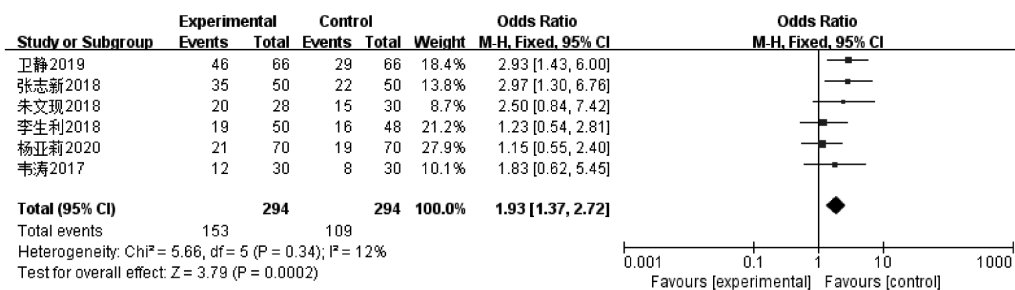 Experimental Control Odds Ratio Odds Ratio
Study or Subgroup Events Total Events Total Weight M-H, Fixed, 95% CI M-H, Fixed, 95% CI
卫静2019 46 66 29 66 18.4% 2.93 [1.43, 6.00]
张志新2018 35 50 22 50 13.8% 2.97 [1.30, 6.76]
朱文现2018 20 28 15 30 8.7% 2.50 [0.84, 7.42]
李生利2018 19 50 16 48 21.2% 1.23 [0.54, 2.81]
杨亚莉2020 21 70 19 70 27.9% 1.15 [0.55, 2.40]
韦涛2017 12 30 8 30 10.1% 1.83 [0.62, 5.45]
Total (95% CI) 294 294 100.0% 1.93 [1.37, 2.72]
Total events 153 109
Heterogeneity: Chi² = 5.66, df = 5 (P = 0.34); I² = 12%
Test for overall effect: Z = 3.79 (P = 0.0002)
0.001 0.1 1 10 1000
Favours [experimental] Favours [control]